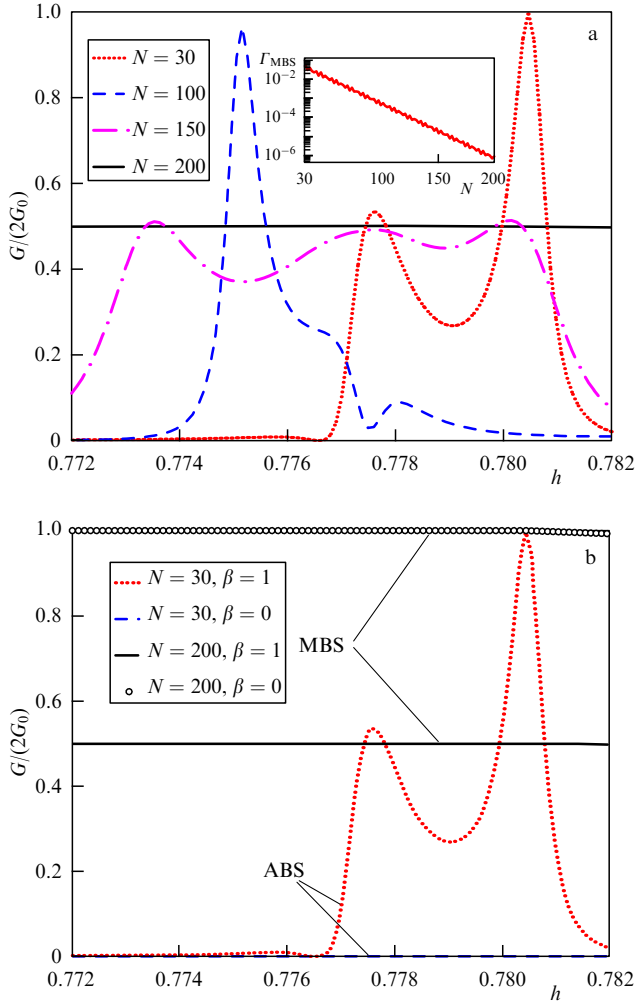 1.0
0.8
0.6
0.4
0.2
0
G/(2G₀)
a
N = 30
N = 100
N = 150
N = 200
Γ_MBS
10⁻²
10⁻⁴
10⁻⁶
30
100
150
200
N
0.772
0.774
0.776
0.778
0.780
0.782
h
1.0
0.8
0.6
0.4
0.2
0
G/(2G₀)
b
N = 30, β = 1
N = 30, β = 0
N = 200, β = 1
N = 200, β = 0
MBS
ABS
0.772
0.774
0.776
0.778
0.780
0.782
h